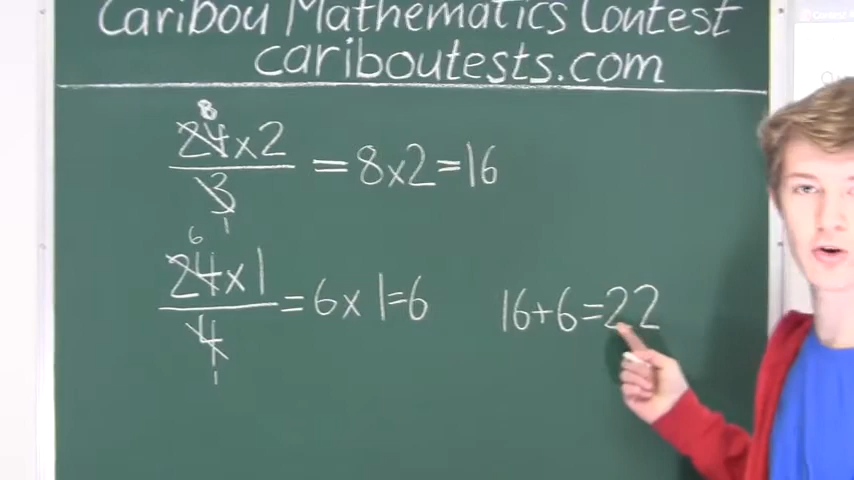 Caribou Mathematics Contest
cariboutests.com
8
24x2
3
1
=8x2=16
6
24x1
4
1
=6x1=6
16+6=22